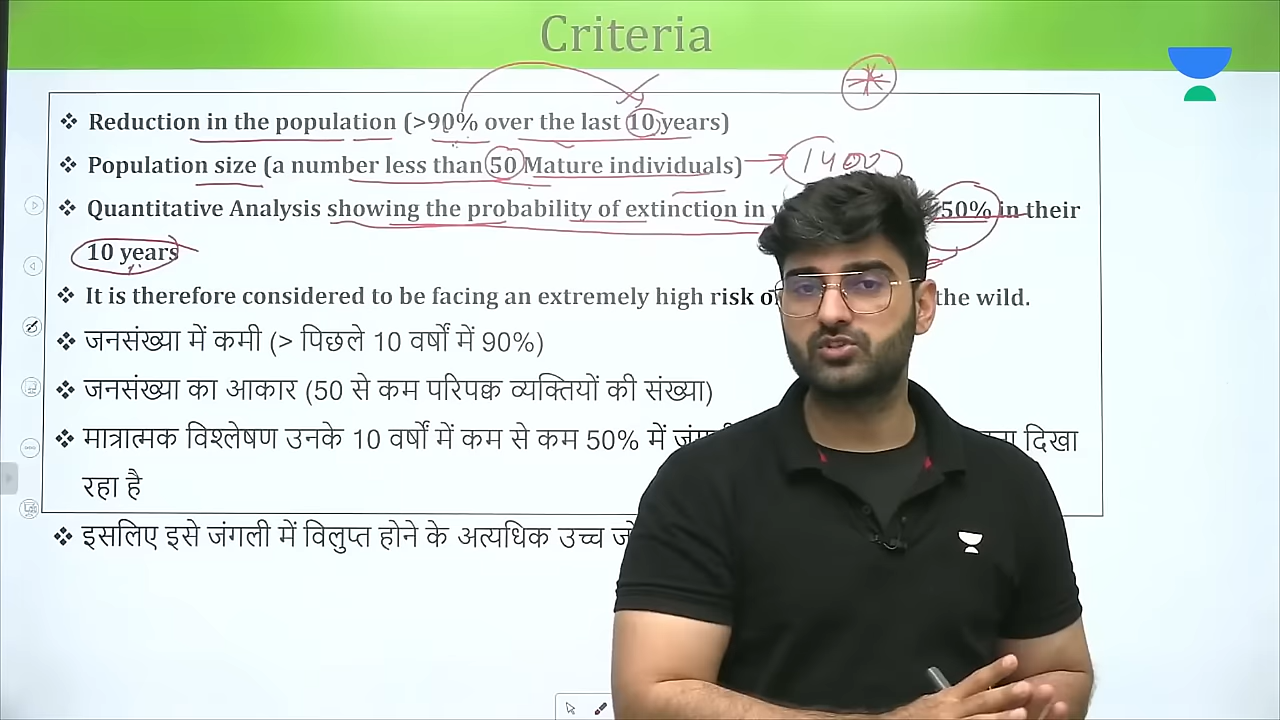 Criteria
❖ Reduction in the population (>90% over the last 10 years)
❖ Population size (a number less than 50 Mature individuals) → 1400
❖ Quantitative Analysis showing the probability of extinction in 50% in their
10 years
❖ It is therefore considered to be facing an extremely high risk the wild.
❖ जनसंख्या में कमी (> पिछले 10 वर्षों में 90%)
❖ जनसंख्या का आकार (50 से कम परिपक्व व्यक्तियों की संख्या)
❖ मात्रात्मक विश्लेषण उनके 10 वर्षों में कम से कम 50% में दिखा
रहा है
❖ इसलिए इसे जंगली में विलुप्त होने के अत्यधिक उच्च